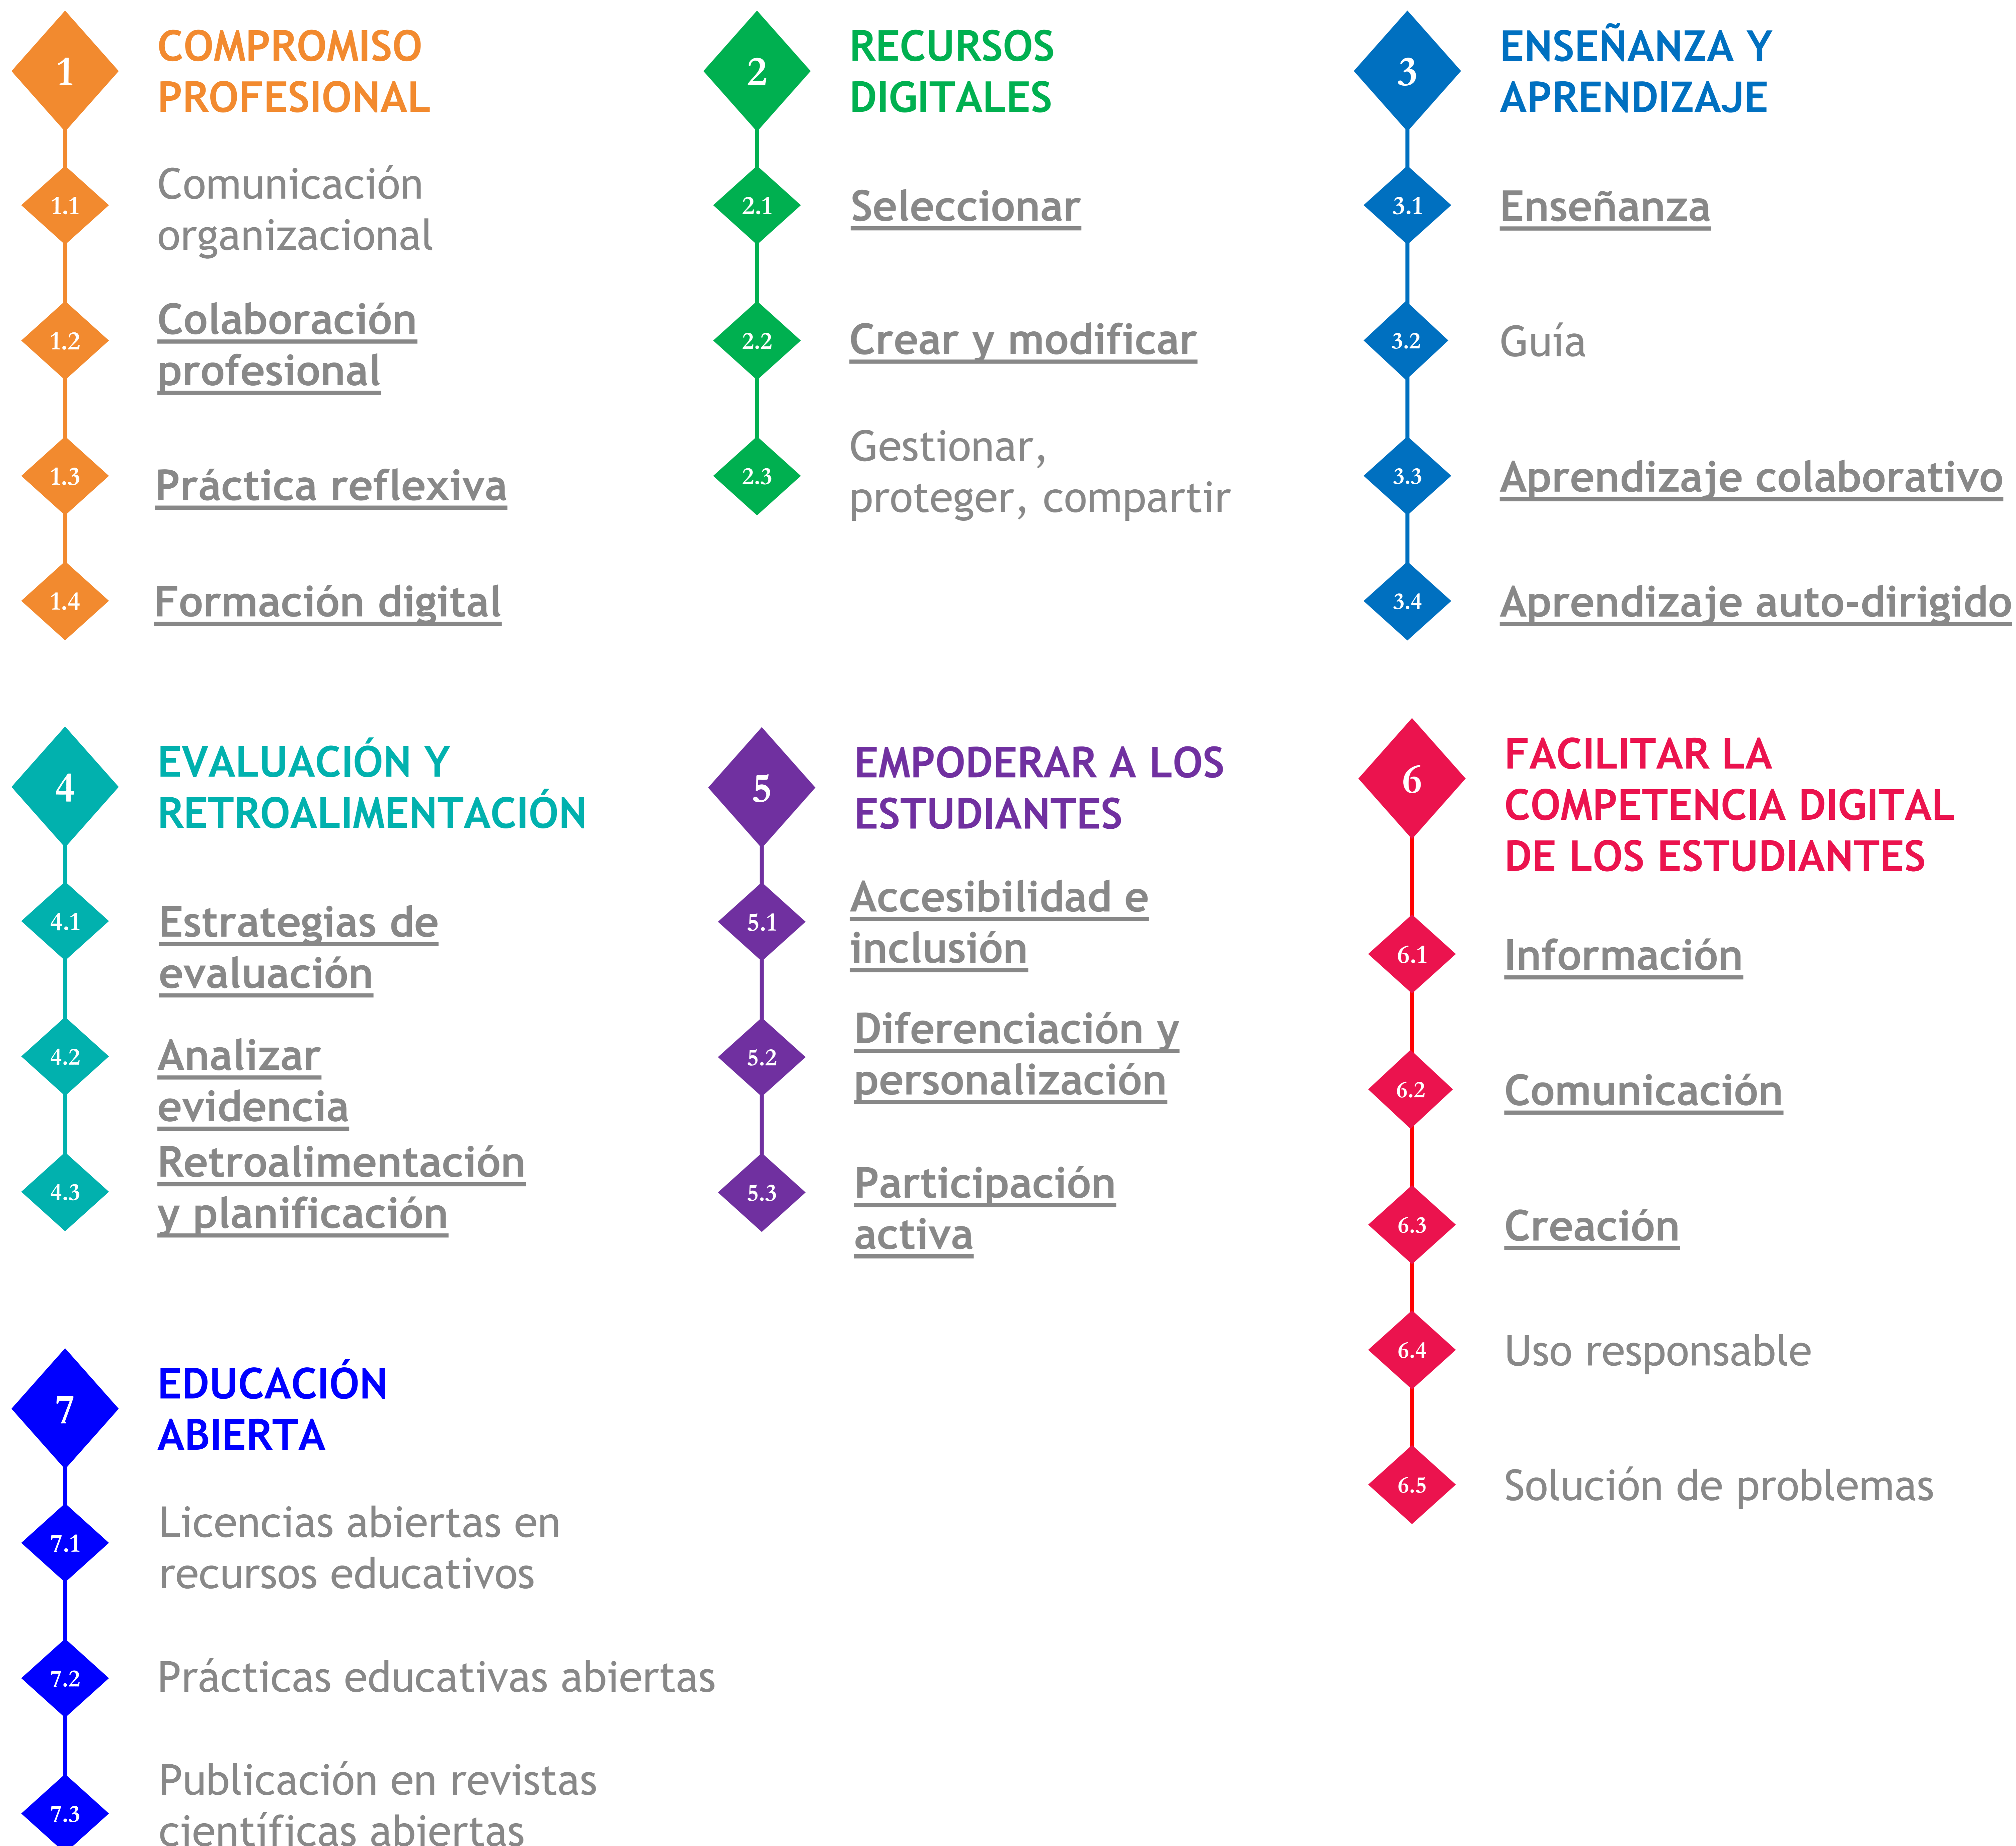 1
COMPROMISO
PROFESIONAL
1.1
Comunicación
organizacional
1.2
Colaboración
profesional
1.3
Práctica reflexiva
1.4
Formación digital
2
RECURSOS
DIGITALES
2.1
Seleccionar
2.2
Crear y modificar
2.3
Gestionar,
proteger, compartir
3
ENSEÑANZA Y
APRENDIZAJE
3.1
Enseñanza
3.2
Guía
3.3
Aprendizaje colaborativo
3.4
Aprendizaje auto-dirigido
4
EVALUACIÓN Y
RETROALIMENTACIÓN
4.1
Estrategias de
evaluación
4.2
Analizar
evidencia
4.3
Retroalimentación
y planificación
5
EMPODERAR A LOS
ESTUDIANTES
5.1
Accesibilidad e
inclusión
5.2
Diferenciación y
personalización
5.3
Participación
activa
6
FACILITAR LA
COMPETENCIA DIGITAL
DE LOS ESTUDIANTES
6.1
Información
6.2
Comunicación
6.3
Creación
6.4
Uso responsable
6.5
Solución de problemas
7
EDUCACIÓN
ABIERTA
7.1
Licencias abiertas en
recursos educativos
7.2
Prácticas educativas abiertas
7.3
Publicación en revistas
científicas abiertas